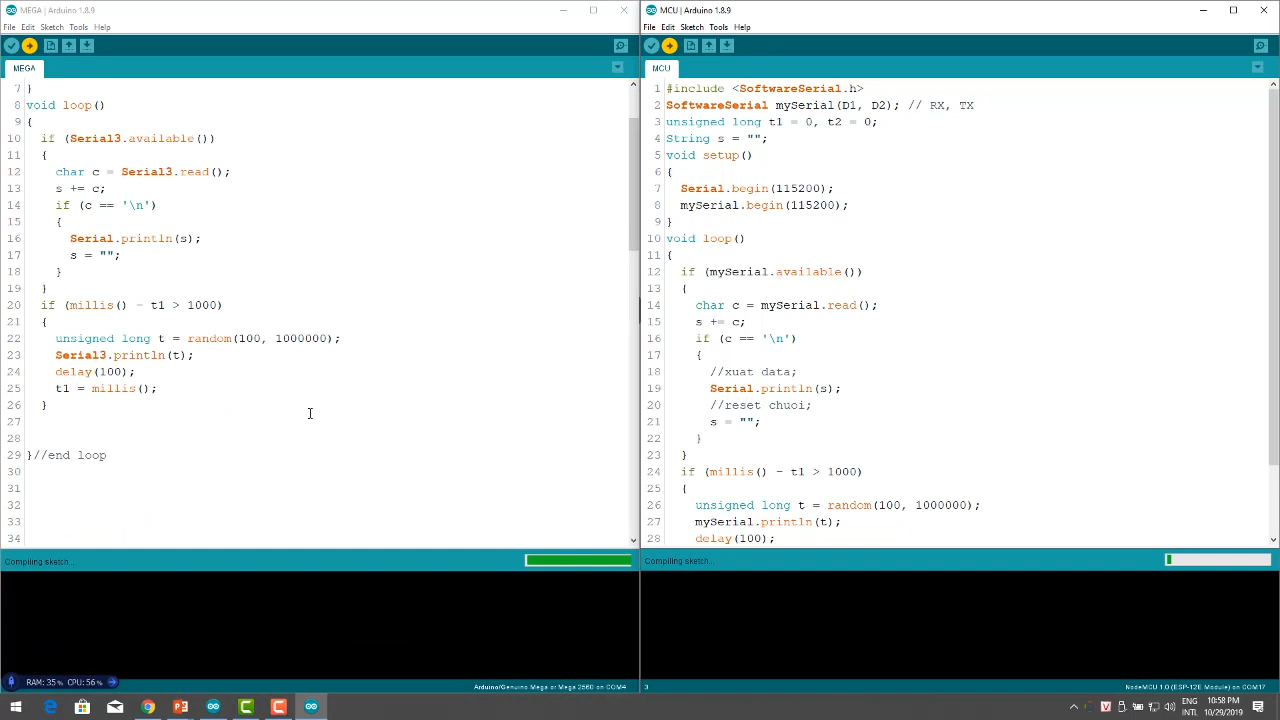 MEGA | Arduino 1.8.9
File Edit Sketch Tools Help
MEGA
7 }
8 void loop()
9 {
10 if (Serial3.available())
11 {
12 char c = Serial3.read();
13 s += c;
14 if (c == '\n')
15 {
16 Serial.println(s);
17 s = "";
18 }
19 }
20 if (millis() - t1 > 1000)
21 {
22 unsigned long t = random(100, 1000000);
23 Serial3.println(t);
24 delay(100);
25 t1 = millis();
26 }
27
28
29 }//end loop
30
31
32
33
34
Compiling sketch...
Arduino/Genuino Mega or Mega 2560 on COM4
MCU | Arduino 1.8.9
File Edit Sketch Tools Help
MCU
1 #include <SoftwareSerial.h>
2 SoftwareSerial mySerial(D1, D2); // RX, TX
3 unsigned long t1 = 0, t2 = 0;
4 String s = "";
5 void setup()
6 {
7 Serial.begin(115200);
8 mySerial.begin(115200);
9 }
10 void loop()
11 {
12 if (mySerial.available())
13 {
14 char c = mySerial.read();
15 s += c;
16 if (c == '\n')
17 {
18 //xuat data;
19 Serial.println(s);
20 //reset chuoi;
21 s = "";
22 }
23 }
24 if (millis() - t1 > 1000)
25 {
26 unsigned long t = random(100, 1000000);
27 mySerial.println(t);
28 delay(100);
Compiling sketch...
3
NodeMCU 1.0 (ESP-12E Module) on COM17
RAM: 35% CPU: 56%
ENG
INTL
10:58 PM
10/29/2019